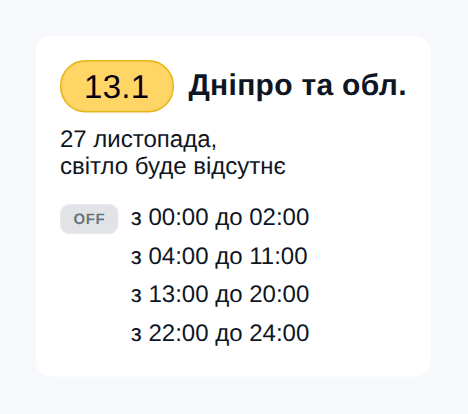 13.1 Дніпро та обл.
27 листопада,
світло буде відсутнє
OFF з 00:00 до 02:00
з 04:00 до 11:00
з 13:00 до 20:00
з 22:00 до 24:00